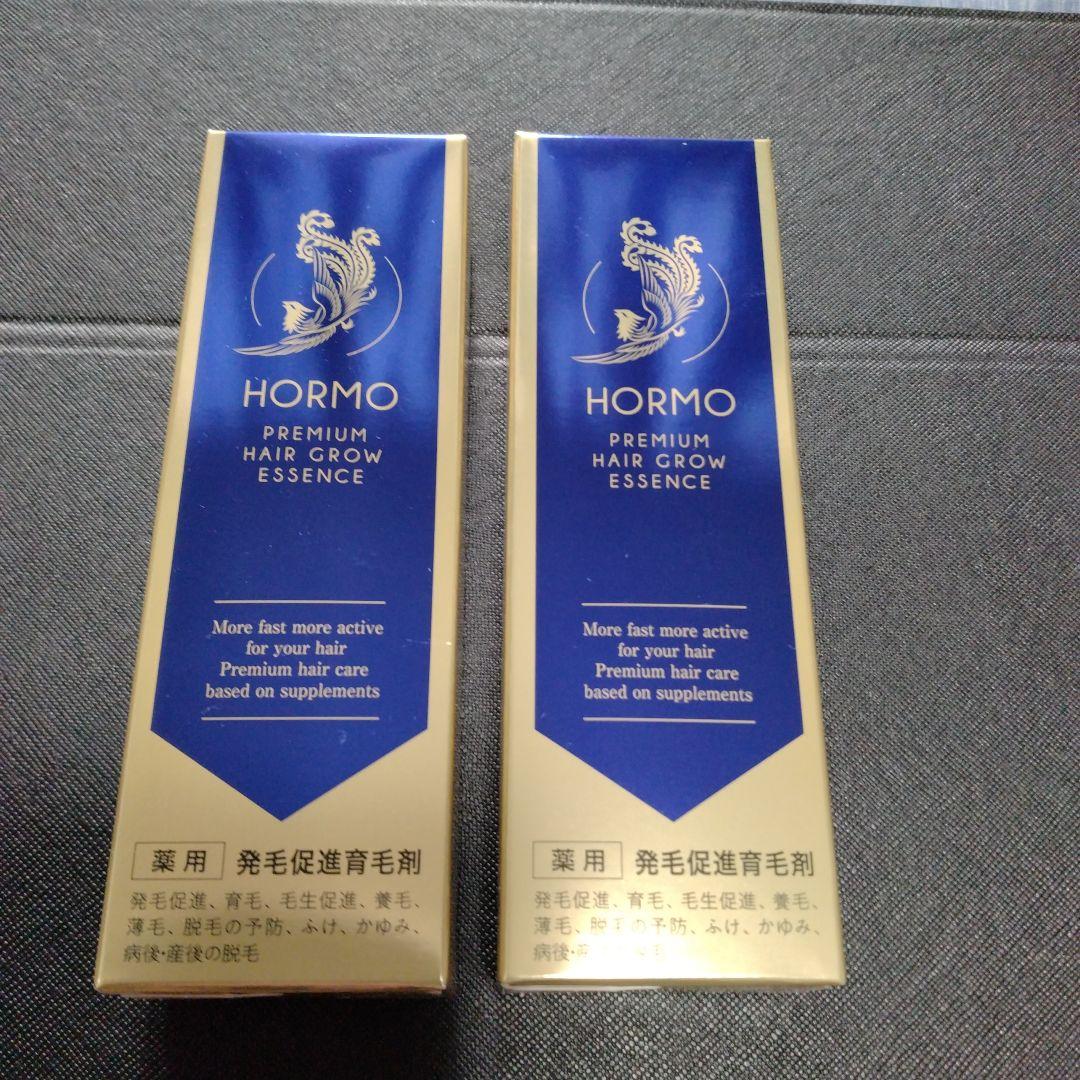 HORMO
PREMIUM
HAIR GROW
ESSENCE
More fast more active
for your hair
Premium hair care
based on supplements
薬用 発毛促進育毛剤
発毛促進、育毛、毛生促進、養毛、
薄毛、脱毛の予防、ふけ、かゆみ、
病後・産後の脱毛
HORMO
PREMIUM
HAIR GROW
ESSENCE
More fast more active
for your hair
Premium hair care
based on supplements
薬用 発毛促進育毛剤
発毛促進、育毛、毛生促進、養毛、
薄毛、脱毛の予防、ふけ、かゆみ、
病後・